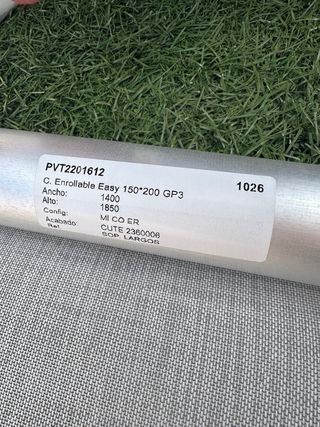 PVT2201612
C. Enrollable Easy 150*200 GP3 1026
Ancho: 1400
Alto: 1850
Config: MI CO ER
Acabado: CUTE 2360006
Ref. SOP. LARGOS